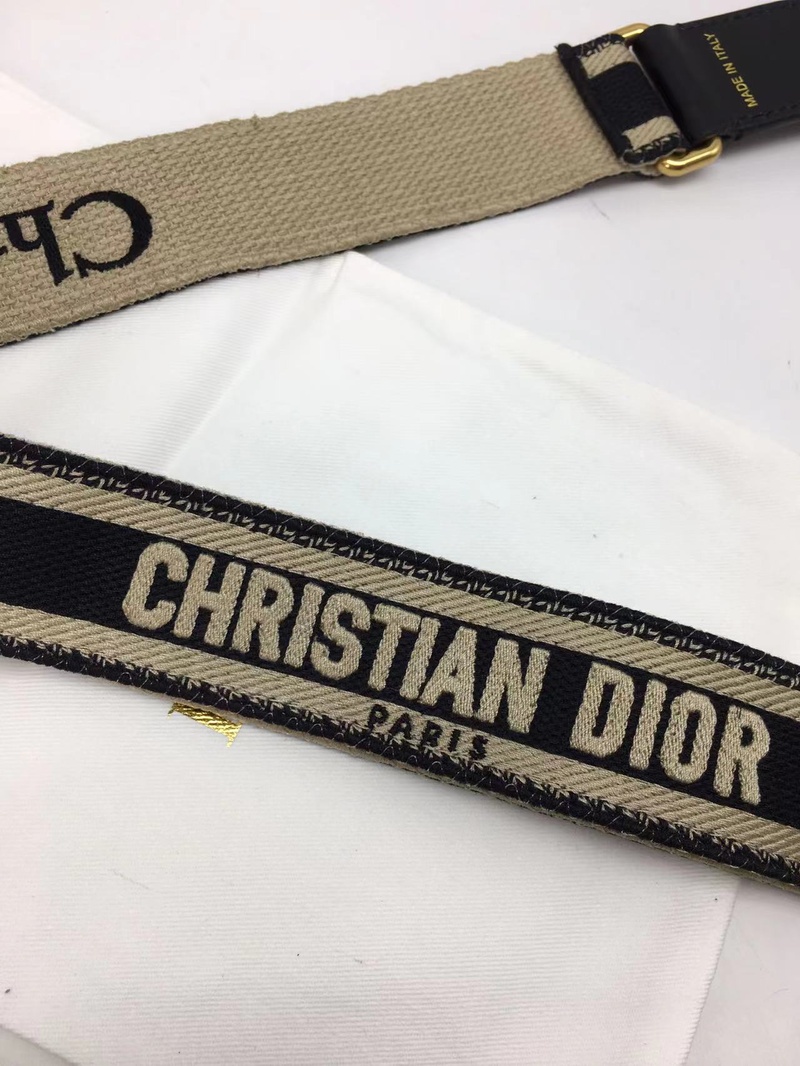 MADE IN ITALY
Ch
CHRISTIAN DIOR
PARIS